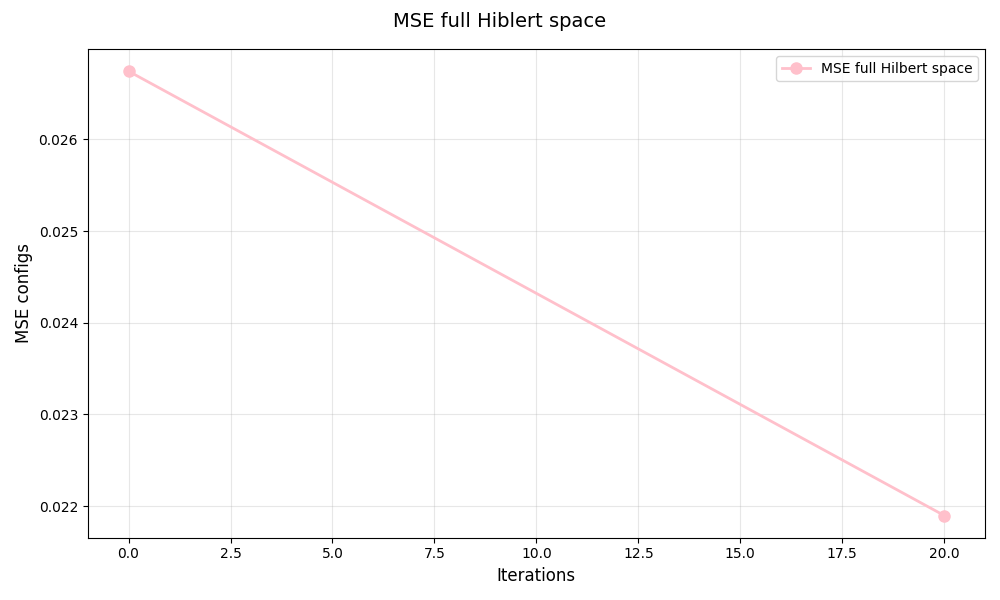 MSE full Hiblert space
MSE full Hilbert space
0.026
0.025
0.024
0.023
0.022
MSE configs
0.0 2.5 5.0 7.5 10.0 12.5 15.0 17.5 20.0
Iterations